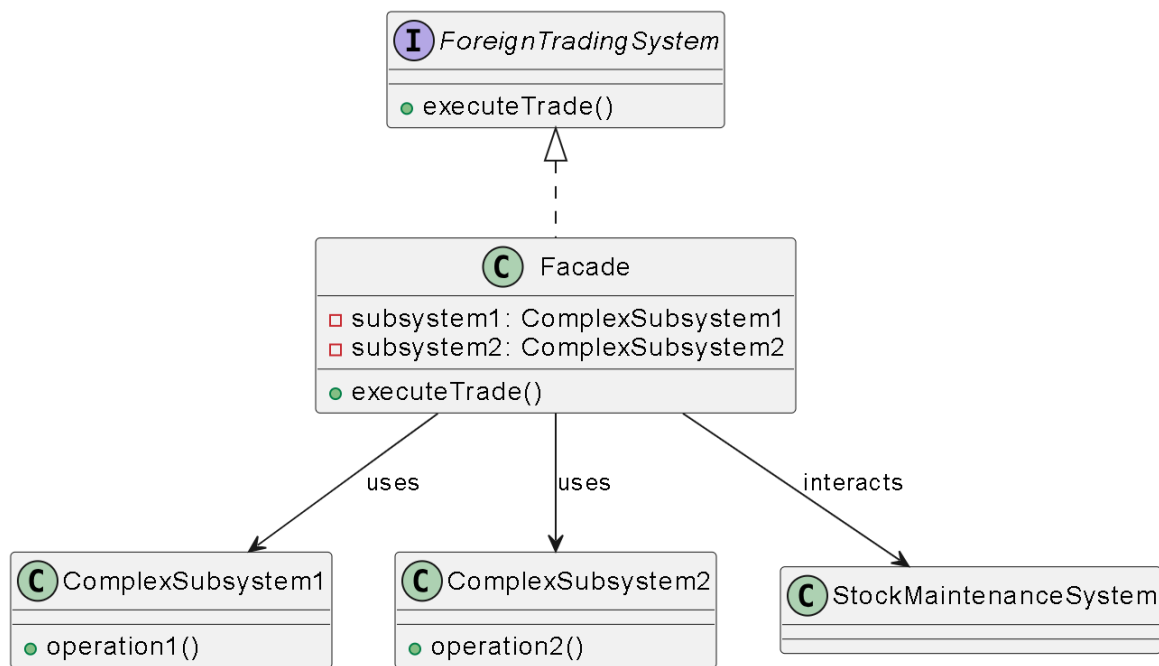 I ForeignTradingSystem
executeTrade()
C Facade
subsystem1: ComplexSubsystem1
subsystem2: ComplexSubsystem2
executeTrade()
uses
uses
interacts
C ComplexSubsystem1
operation1()
C ComplexSubsystem2
operation2()
C StockMaintenanceSystem